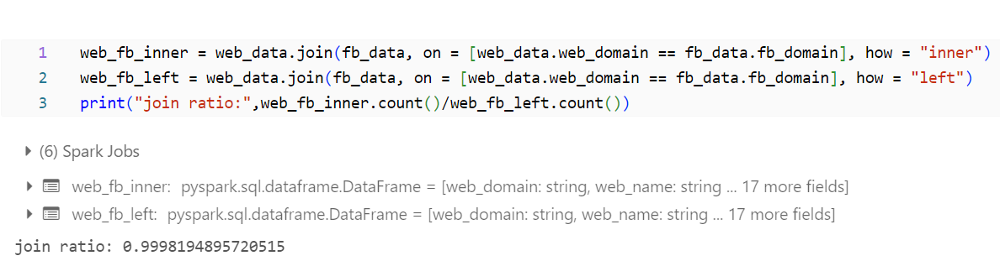 1 web_fb_inner = web_data.join(fb_data, on = [web_data.web_domain == fb_data.fb_domain], how = "inner")
2 web_fb_left = web_data.join(fb_data, on = [web_data.web_domain == fb_data.fb_domain], how = "left")
3 print("join ratio:",web_fb_inner.count()/web_fb_left.count())
(6) Spark Jobs
web_fb_inner: pyspark.sql.dataframe.DataFrame = [web_domain: string, web_name: string ... 17 more fields]
web_fb_left: pyspark.sql.dataframe.DataFrame = [web_domain: string, web_name: string ... 17 more fields]
join ratio: 0.9998194895720515